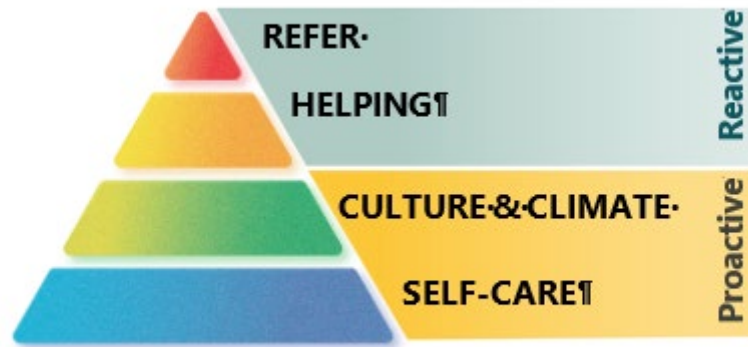 REFER·
HELPING¶
Reactive
CULTURE·&·CLIMATE·
SELF-CARE¶
Proactive